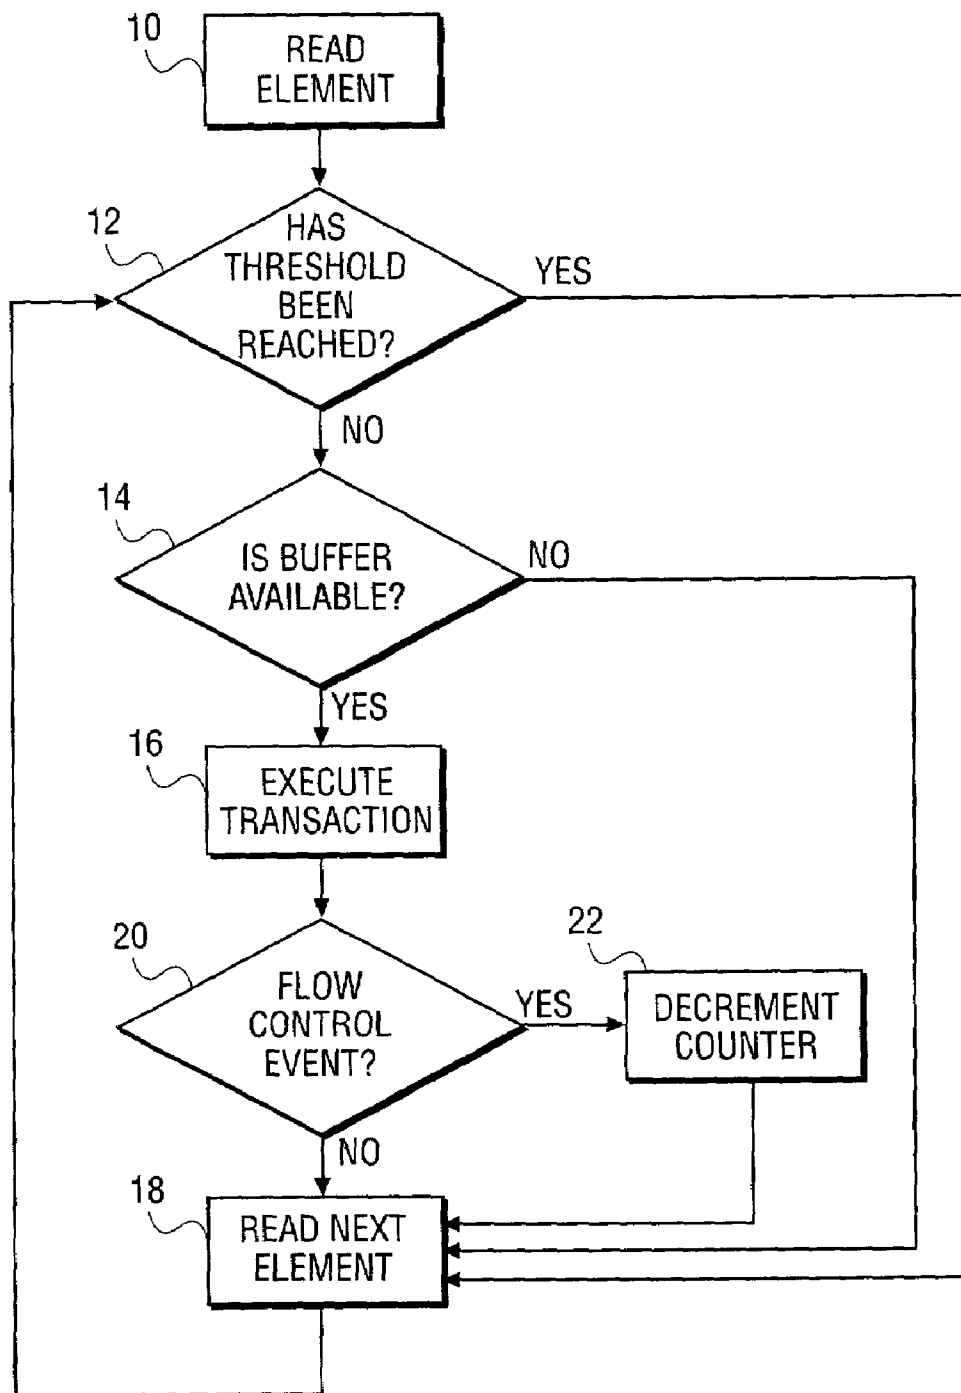 10
READ
ELEMENT
12
HAS
THRESHOLD
BEEN
REACHED?
YES
NO
14
IS BUFFER
AVAILABLE?
NO
YES
16
EXECUTE
TRANSACTION
20
FLOW
CONTROL
EVENT?
YES
22
DECREMENT
COUNTER
NO
18
READ NEXT
ELEMENT